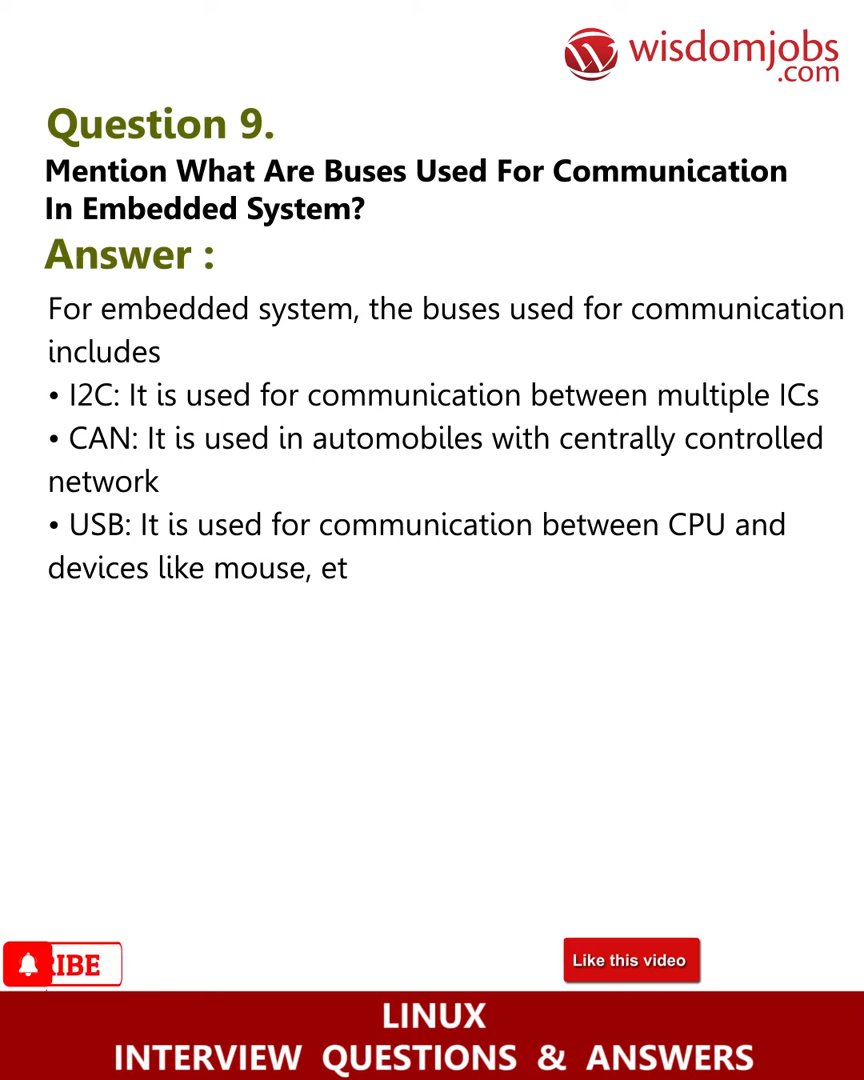 wisdomjobs
.com
Question 9.
Mention What Are Buses Used For Communication
In Embedded System?
Answer :
For embedded system, the buses used for communication
includes
• I2C: It is used for communication between multiple ICs
• CAN: It is used in automobiles with centrally controlled
network
• USB: It is used for communication between CPU and
devices like mouse, et
RIBE
Like this video
LINUX
INTERVIEW QUESTIONS & ANSWERS